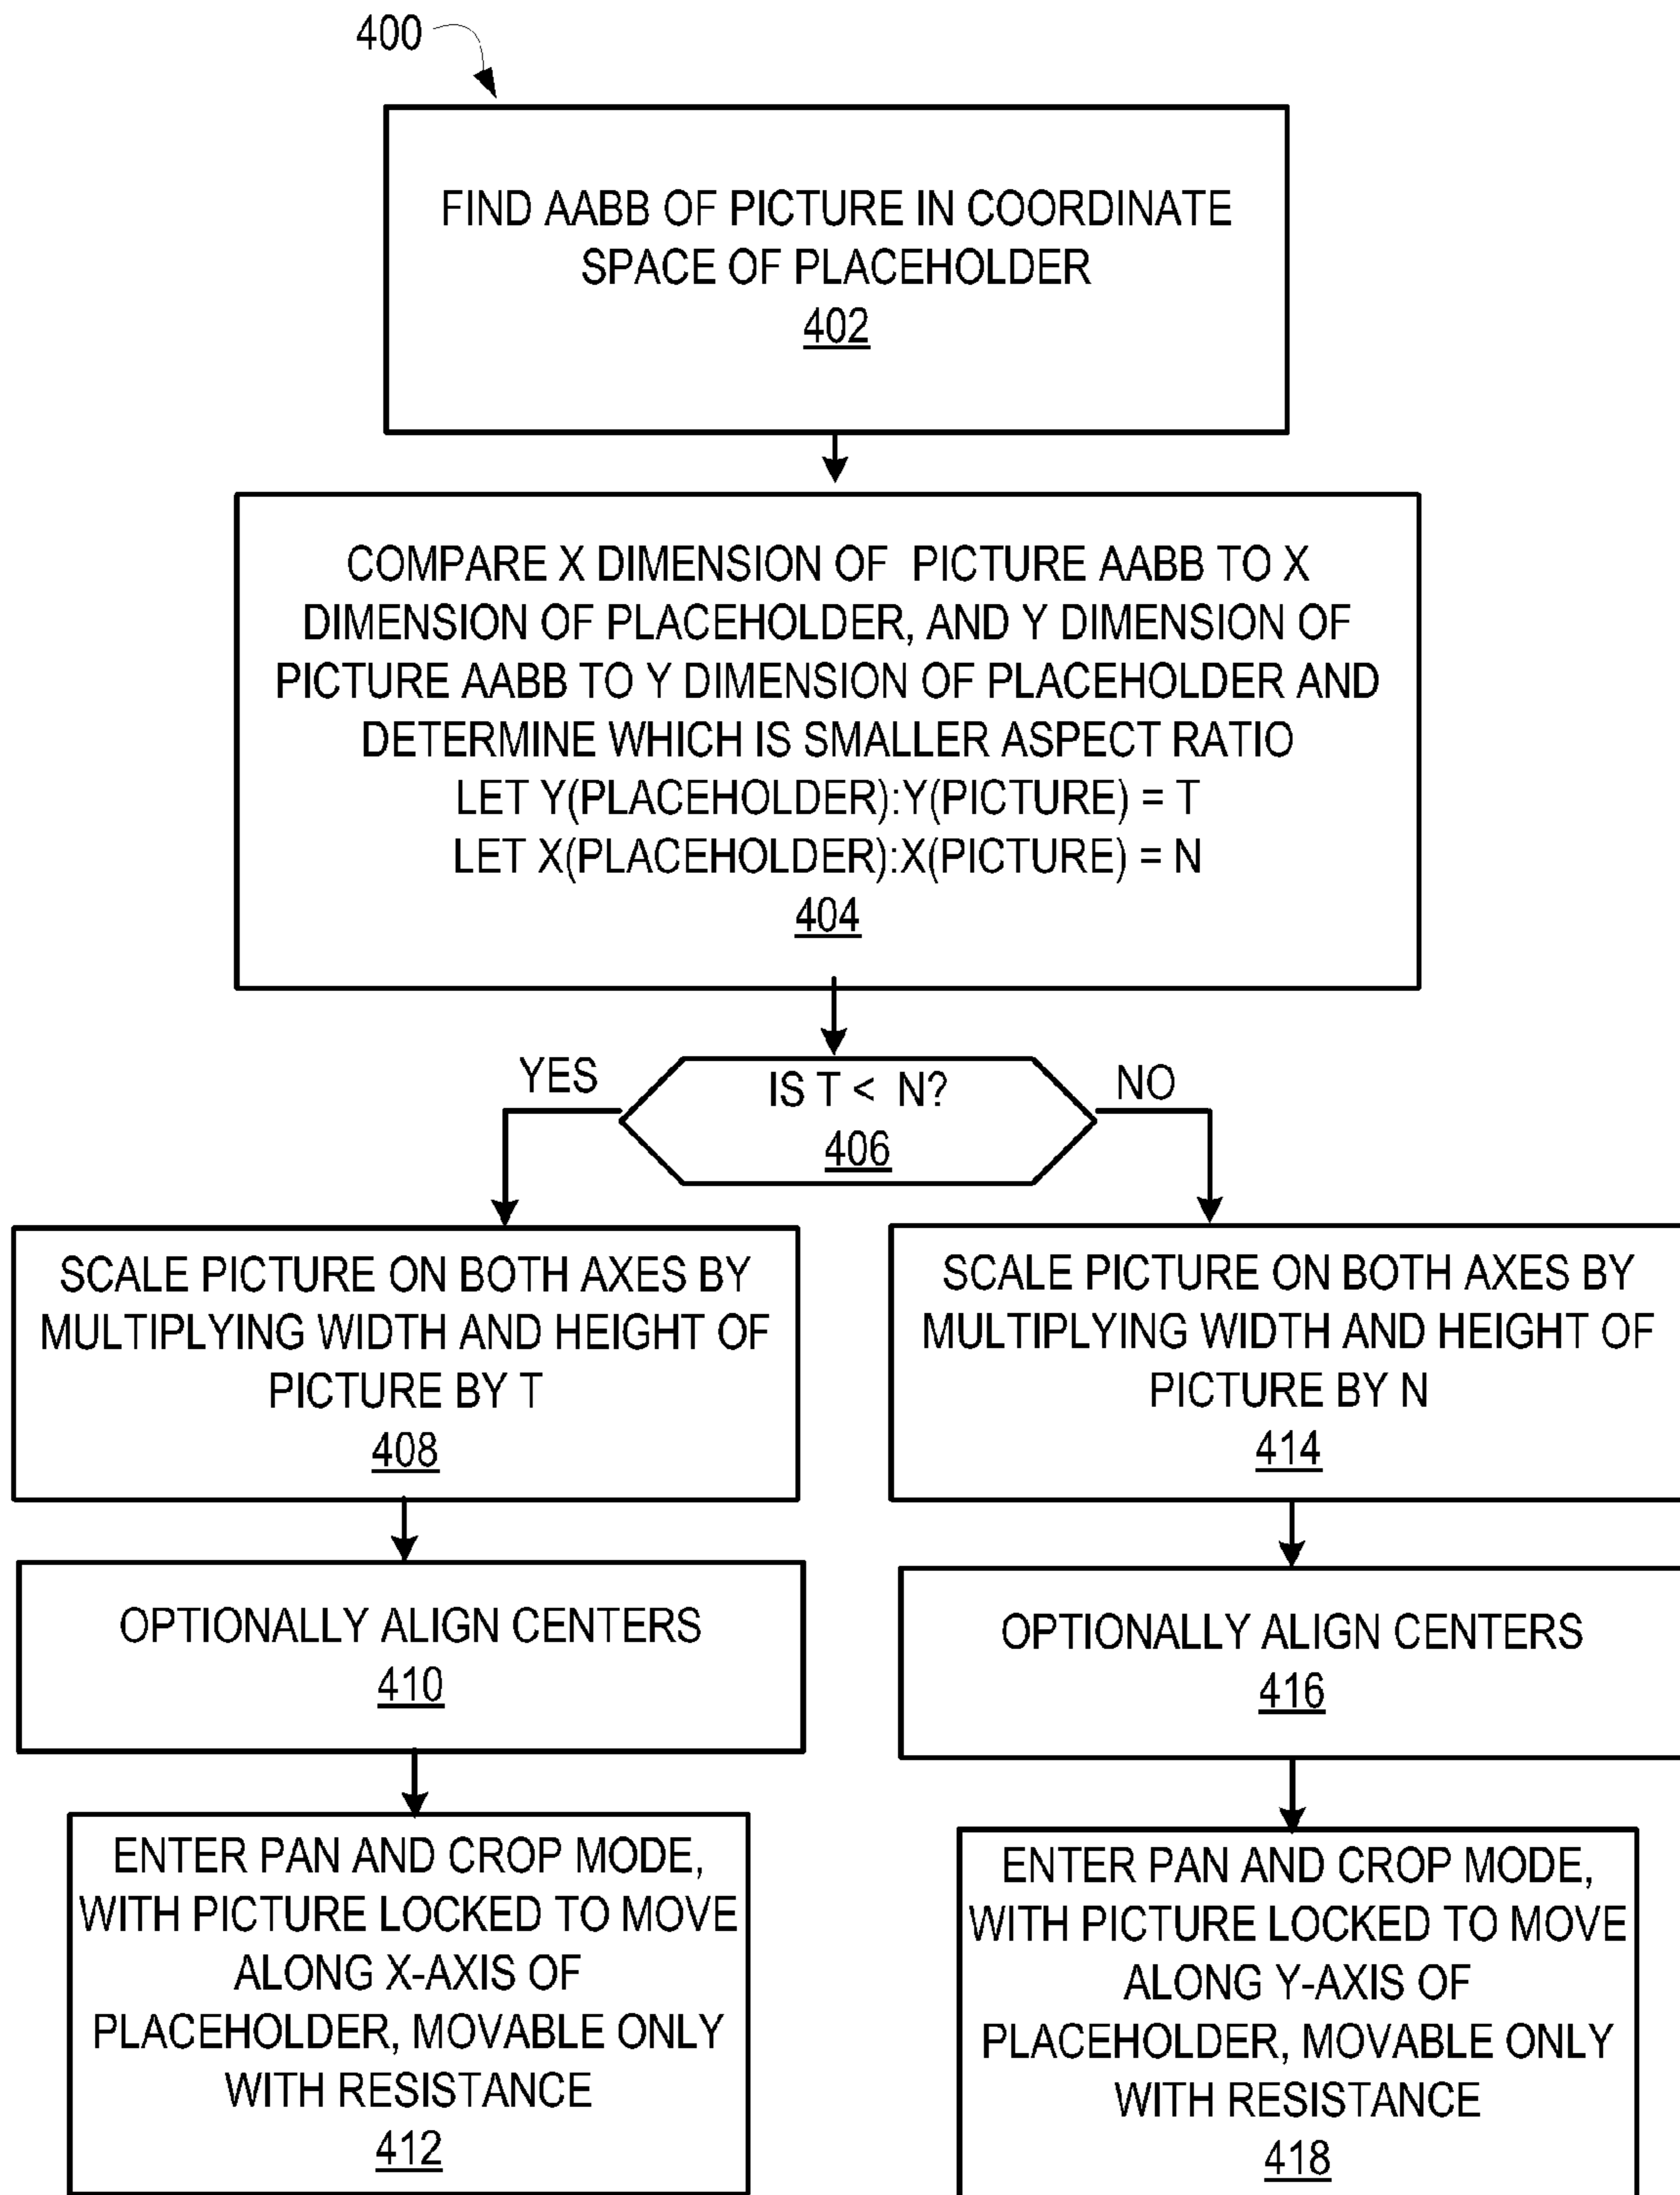 400
FIND AABB OF PICTURE IN COORDINATE
SPACE OF PLACEHOLDER
402
COMPARE X DIMENSION OF PICTURE AABB TO X
DIMENSION OF PLACEHOLDER, AND Y DIMENSION OF
PICTURE AABB TO Y DIMENSION OF PLACEHOLDER AND
DETERMINE WHICH IS SMALLER ASPECT RATIO
LET Y(PLACEHOLDER):Y(PICTURE) = T
LET X(PLACEHOLDER):X(PICTURE) = N
404
YES
IS T < N?
406
NO
SCALE PICTURE ON BOTH AXES BY
MULTIPLYING WIDTH AND HEIGHT OF
PICTURE BY T
408
SCALE PICTURE ON BOTH AXES BY
MULTIPLYING WIDTH AND HEIGHT OF
PICTURE BY N
414
OPTIONALLY ALIGN CENTERS
410
OPTIONALLY ALIGN CENTERS
416
ENTER PAN AND CROP MODE,
WITH PICTURE LOCKED TO MOVE
ALONG X-AXIS OF
PLACEHOLDER, MOVABLE ONLY
WITH RESISTANCE
412
ENTER PAN AND CROP MODE,
WITH PICTURE LOCKED TO MOVE
ALONG Y-AXIS OF
PLACEHOLDER, MOVABLE ONLY
WITH RESISTANCE
418